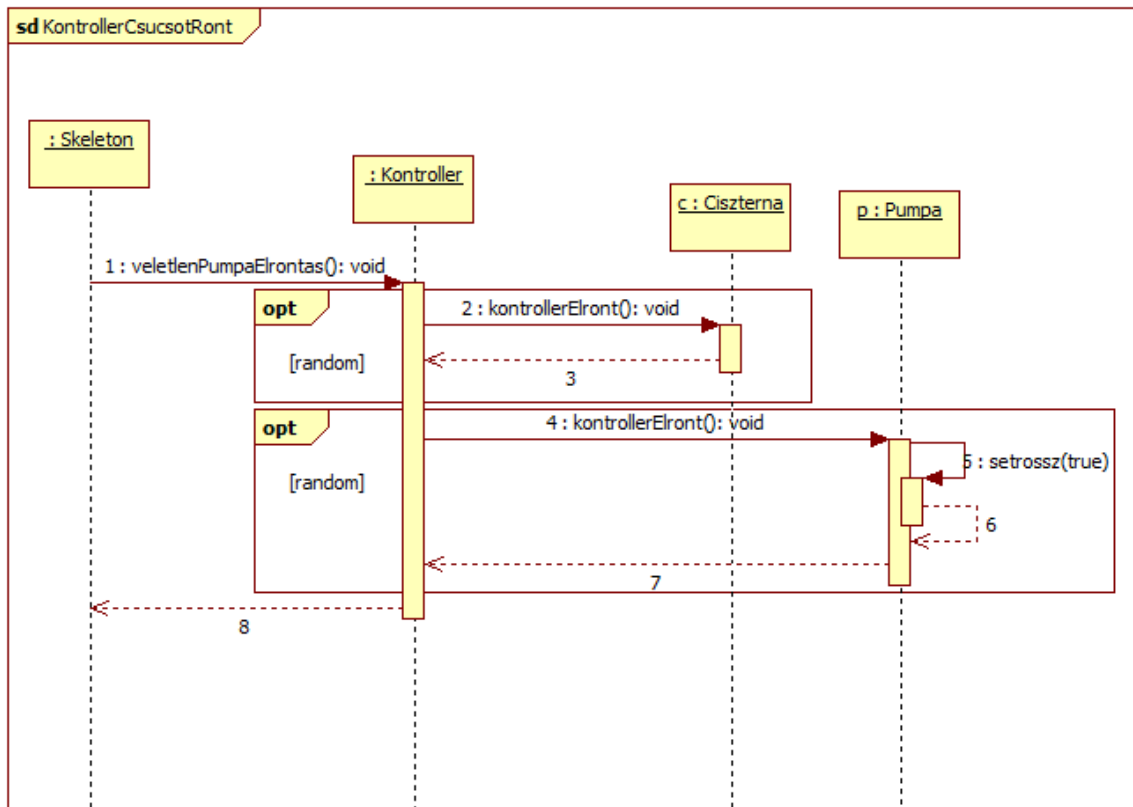 sd KontrollerCsucsotRont
: Skeleton
: Kontroller
c : Ciszterna
p : Pumpa
1 : veletlenPumpaElrontas(): void
opt
2 : kontrollerElront(): void
[random]
3
opt
4 : kontrollerElront(): void
5 : setrossz(true)
[random]
6
7
8